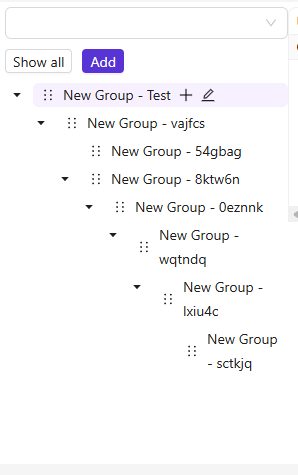 Show all
Add
New Group - Test
New Group - vajfcs
New Group - 54gbag
New Group - 8ktw6n
New Group - 0eznnk
New Group -
wqtndq
New Group -
lxiu4c
New Group
- sctkjq